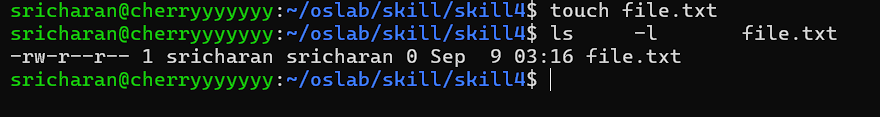 sricharan@cherryyyyyyy:~/oslab/skill/skill4$ touch file.txt
sricharan@cherryyyyyyy:~/oslab/skill/skill4$ ls     -l      file.txt
-rw-r--r-- 1 sricharan sricharan 0 Sep  9 03:16 file.txt
sricharan@cherryyyyyyy:~/oslab/skill/skill4$